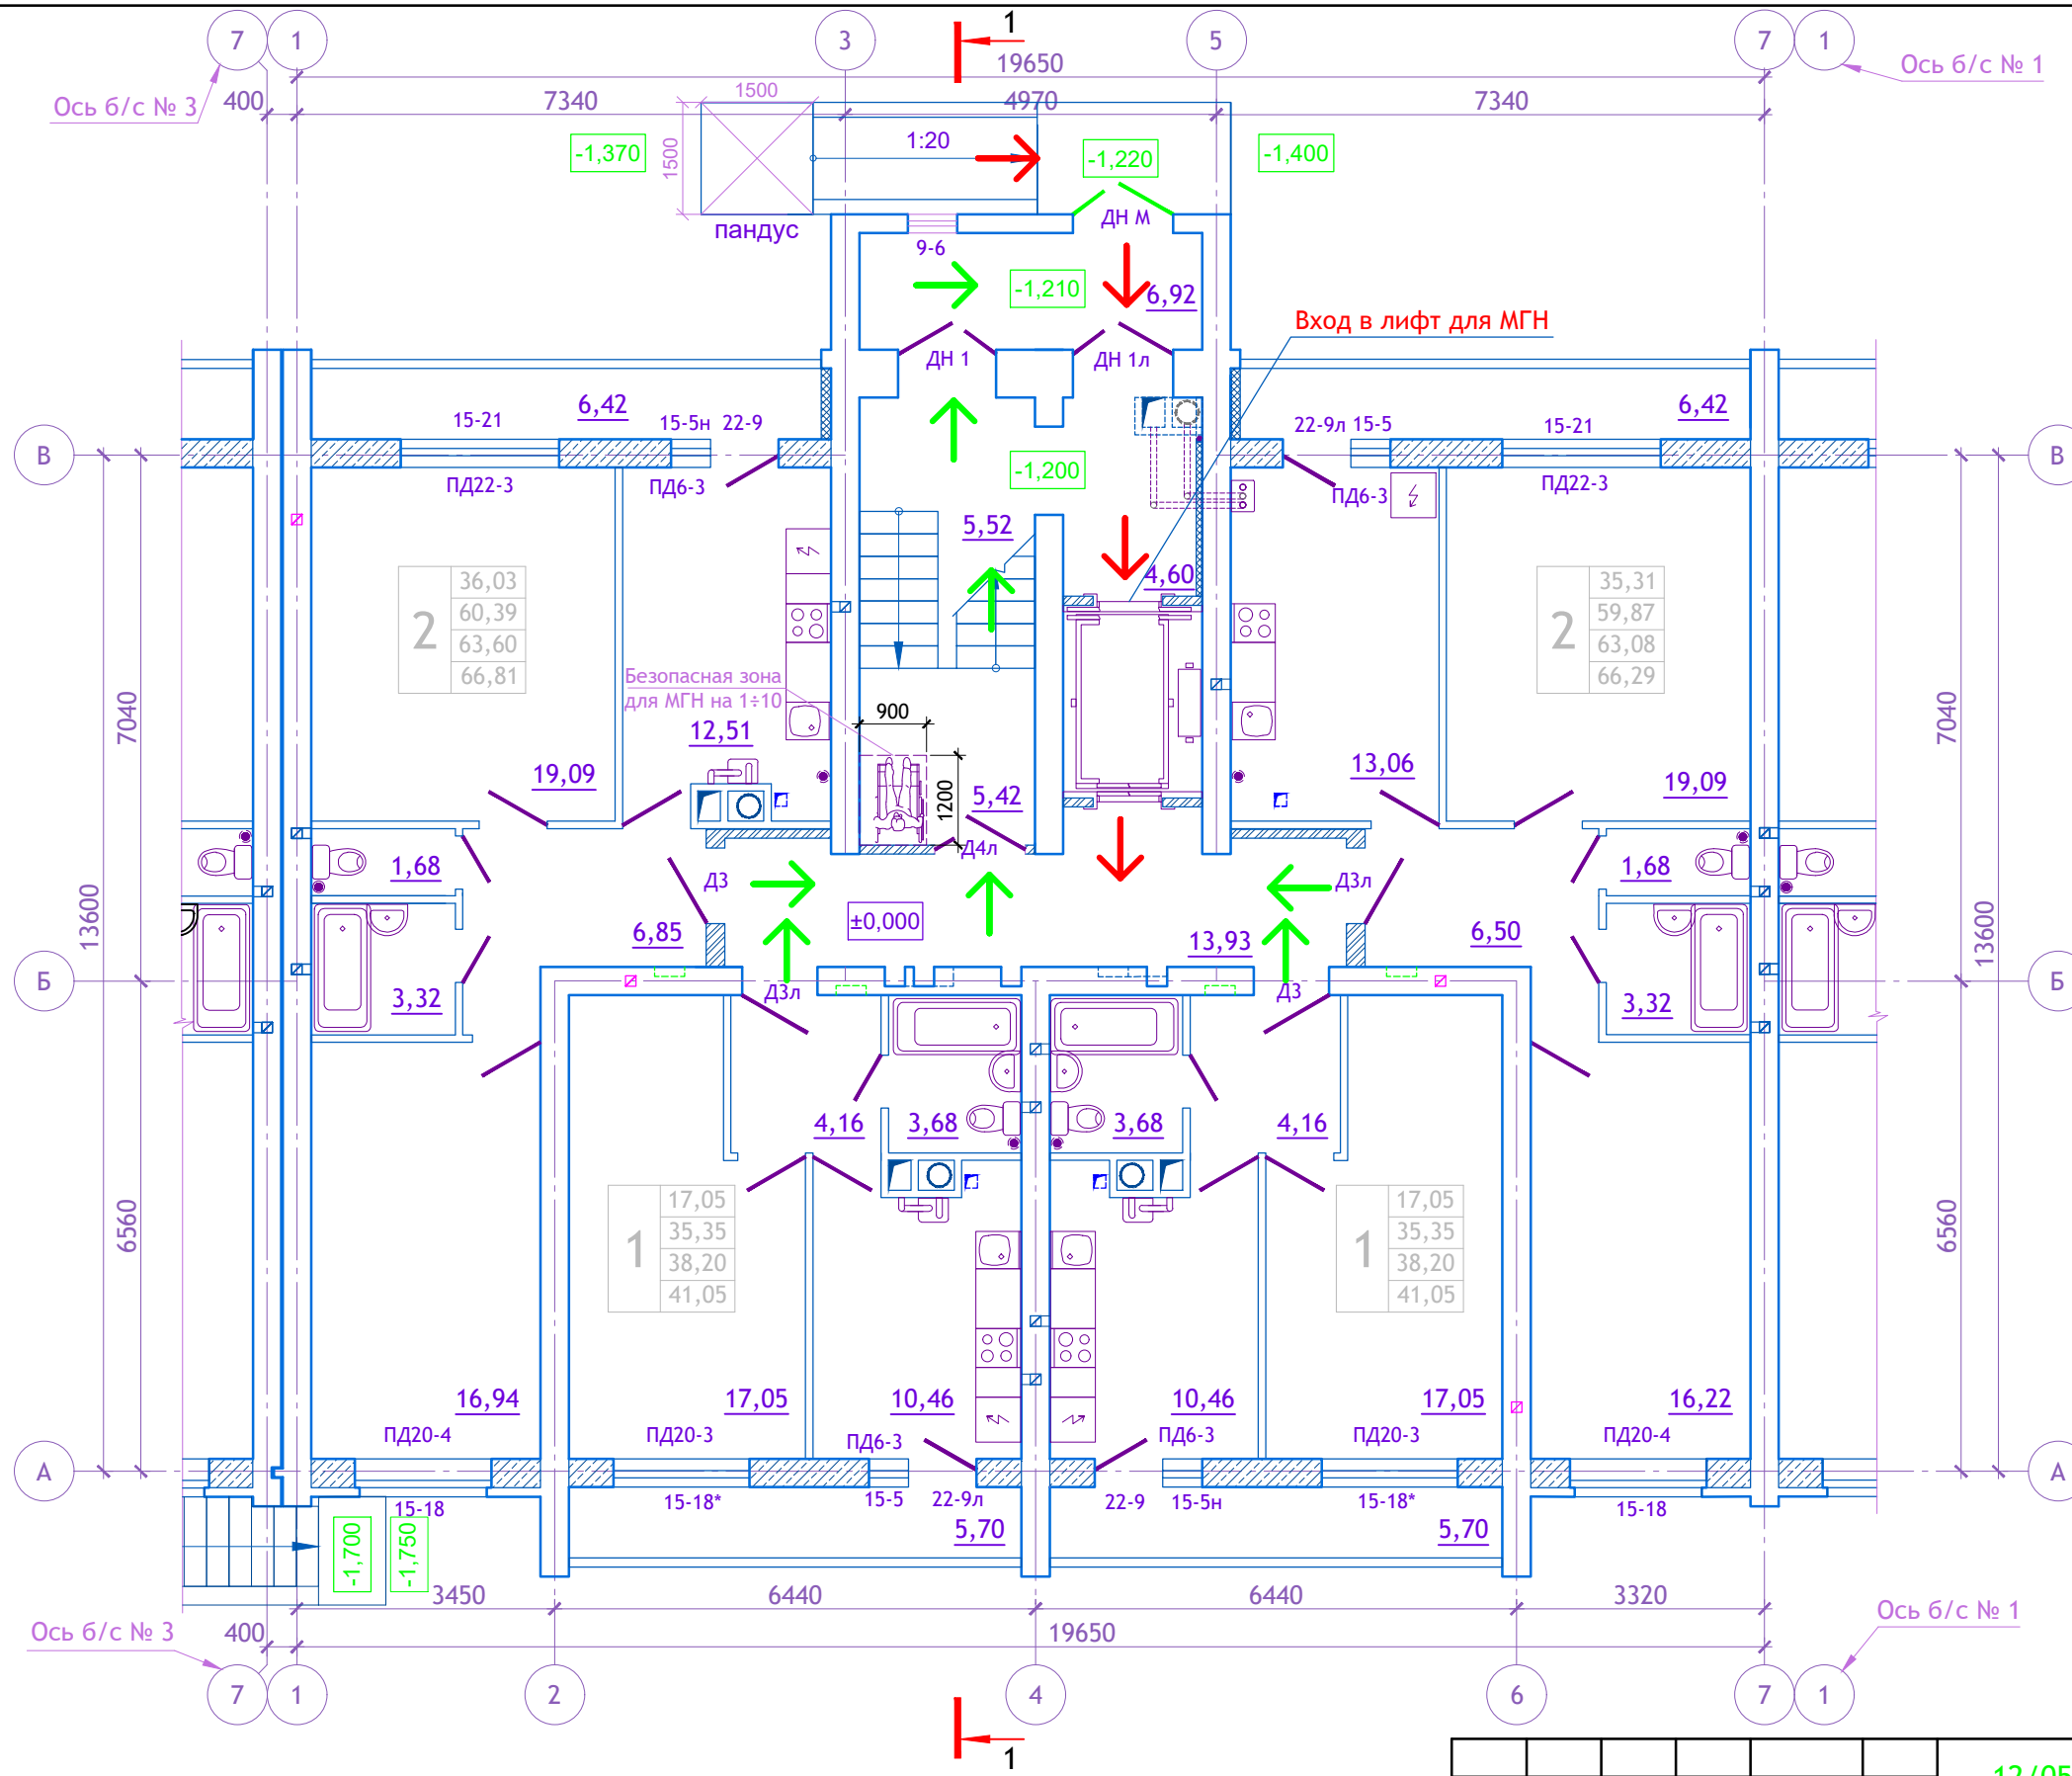 1
7 1 3 5 7 1
19650
Ось б/с № 3
Ось б/с № 1
400 7340 4970 7340
1500
1500
1:20
-1,370
-1,220
-1,400
пандус
ДН М
9-6
-1,210
6,92
Вход в лифт для МГН
ДН 1
ДН 1л
15-21
6,42
15-5н 22-9
22-9л 15-5
15-21
6,42
В
В
-1,200
ПД22-3
ПД6-3
ПД6-3
ПД22-3
5,52
4,60
2
36,03
60,39
63,60
66,81
2
35,31
59,87
63,08
66,29
Безопасная зона
для МГН на 1÷10
900
1200
7040
7040
12,51
19,09
5,42
13,06
19,09
Д4л
1,68
Д3
Д3л
1,68
13600
13600
±0,000
6,85
13,93
6,50
Б
Б
3,32
Д3л
Д3
3,32
4,16
3,68
3,68
4,16
6560
6560
1
17,05
35,35
38,20
41,05
1
17,05
35,35
38,20
41,05
16,94
17,05
10,46
10,46
17,05
16,22
ПД20-4
ПД20-3
ПД6-3
ПД6-3
ПД20-3
ПД20-4
А
А
15-18
15-18*
15-5
22-9л
22-9
15-5н
15-18*
15-18
5,70
5,70
-1,700
-1,750
3450 6440 6440 3320
Ось б/с № 3
Ось б/с № 1
400 19650
7 1 2 4 6 7 1
1
12/05